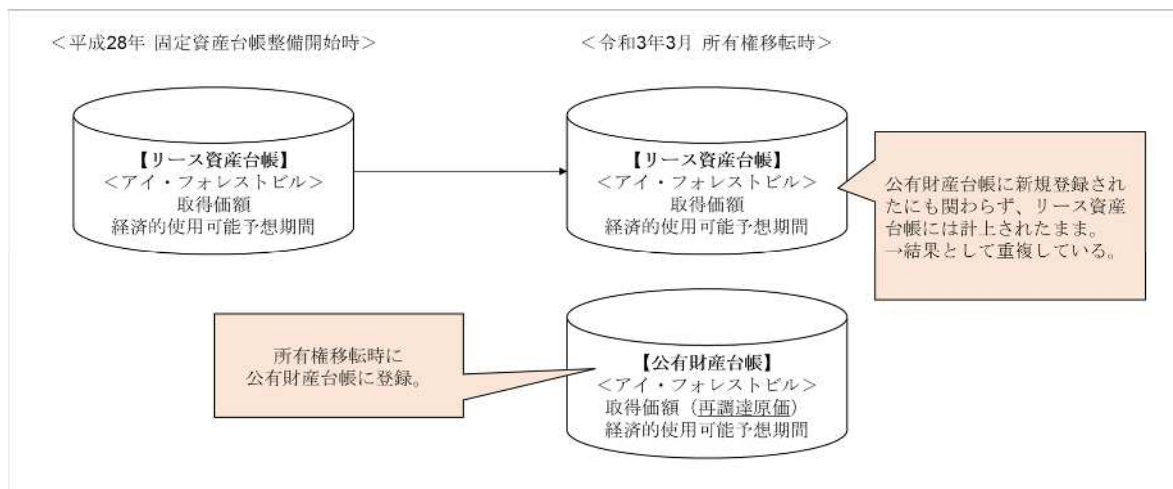 ＜平成28年 固定資産台帳整備開始時＞
＜令和3年3月 所有権移転時＞
【リース資産台帳】
＜アイ・フォレストビル＞
取得価額
経済的使用可能予想期間
【リース資産台帳】
＜アイ・フォレストビル＞
取得価額
経済的使用可能予想期間
公有財産台帳に新規登録され
たにも関わらず、リース資産
台帳には計上されたまま。
→結果として重複している。
所有権移転時に
公有財産台帳に登録。
【公有財産台帳】
＜アイ・フォレストビル＞
取得価額（再調達原価）
経済的使用可能予想期間